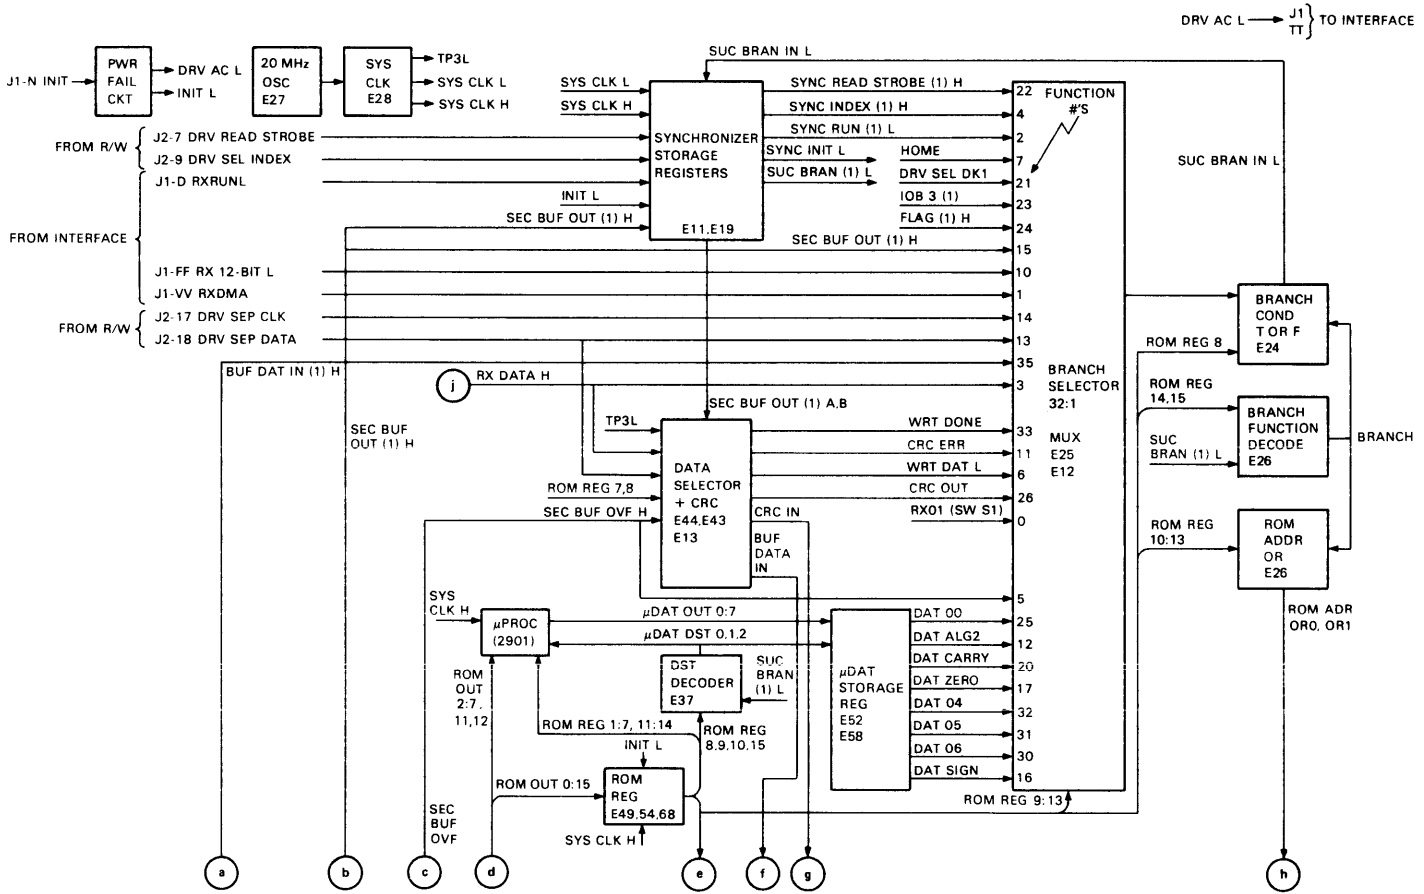 DRV AC L
J1
TT
TO INTERFACE
SUC BRAN IN L
J1-N INIT
PWR
FAIL
CKT
DRV AC L
INIT L
20 MHz
OSC
E27
SYS
CLK
E28
TP3L
SYS CLK L
SYS CLK H
SYS CLK L
SYS CLK H
SYNCHRONIZER
STORAGE
REGISTERS
E11,E19
SYNC READ STROBE (1) H
SYNC INDEX (1) H
SYNC RUN (1) L
SYNC INIT L
SUC BRAN (1) L
HOME
DRV SEL DK1
IOB 3 (1)
FLAG (1) H
SEC BUF OUT (1) H
22
4
2
7
21
23
24
15
10
1
14
13
35
3
33
11
6
26
0
5
25
12
20
17
32
31
30
16
FUNCTION
#'S
SUC BRAN IN L
FROM R/W
J2-7 DRV READ STROBE
J2-9 DRV SEL INDEX
J1-D RXRUNL
INIT L
SEC BUF OUT (1) H
FROM INTERFACE
J1-FF RX 12-BIT L
J1-VV RXDMA
FROM R/W
J2-17 DRV SEP CLK
J2-18 DRV SEP DATA
BUF DAT IN (1) H
j
RX DATA H
SEC BUF OUT (1) A,B
SEC BUF
OUT (1) H
BRANCH
SELECTOR
32:1
MUX
E25
E12
BRANCH
COND
T OR F
E24
ROM REG 8
ROM REG
14,15
BRANCH
FUNCTION
DECODE
E26
SUC
BRAN (1) L
BRANCH
ROM REG
10:13
ROM
ADDR
OR
E26
ROM ADR
OR0, OR1
TP3L
ROM REG 7,8
SEC BUF OVF H
DATA
SELECTOR
+ CRC
E44,E43
E13
WRT DONE
CRC ERR
WRT DAT L
CRC OUT
RX01 (SW S1)
CRC IN
BUF
DATA
IN
SYS
CLK H
μPROC
(2901)
μDAT OUT 0:7
μDAT DST 0,1,2
DST
DECODER
E37
SUC
BRAN
(1) L
μDAT
STORAGE
REG
E52
E58
DAT 00
DAT ALG2
DAT CARRY
DAT ZERO
DAT 04
DAT 05
DAT 06
DAT SIGN
ROM
OUT
2:7,
11,12
ROM REG 1:7, 11:14
ROM REG
8,9,10,15
INIT L
ROM OUT 0:15
ROM
REG
E49,54,68
SYS CLK H
ROM REG 9:13
SEC
BUF
OVF
a
b
c
d
e
f
g
h